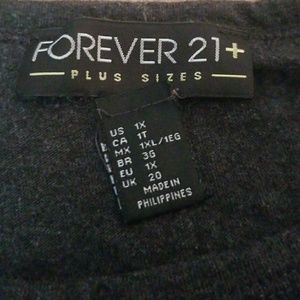 FOREVER 21+
PLUS SIZES
US 1X
CA 1T
MX 1XL/1EG
BR 3G
EU 1X
UK 20
MADE IN
PHILIPPINES